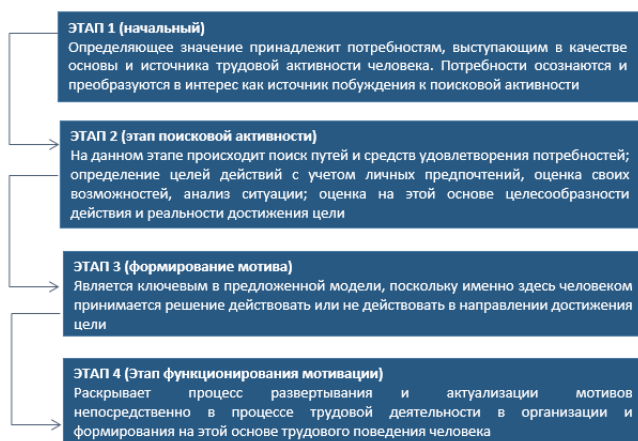 ЭТАП 1 (начальный)
Определяющее значение принадлежит потребностям, выступающим в качестве
основы и источника трудовой активности человека. Потребности осознаются и
преобразуются в интерес как источник побуждения к поисковой активности
ЭТАП 2 (этап поисковой активности)
На данном этапе происходит поиск путей и средств удовлетворения потребностей;
определение целей действий с учетом личных предпочтений, оценка своих
возможностей, анализ ситуации; оценка на этой основе целесообразности
действия и реальности достижения цели
ЭТАП 3 (формирование мотива)
Является ключевым в предложенной модели, поскольку именно здесь человеком
принимается решение действовать или не действовать в направлении достижения
цели
ЭТАП 4 (Этап функционирования мотивации)
Раскрывает процесс развертывания и актуализации мотивов
непосредственно в процессе трудовой деятельности в организации и
формирования на этой основе трудового поведения человека